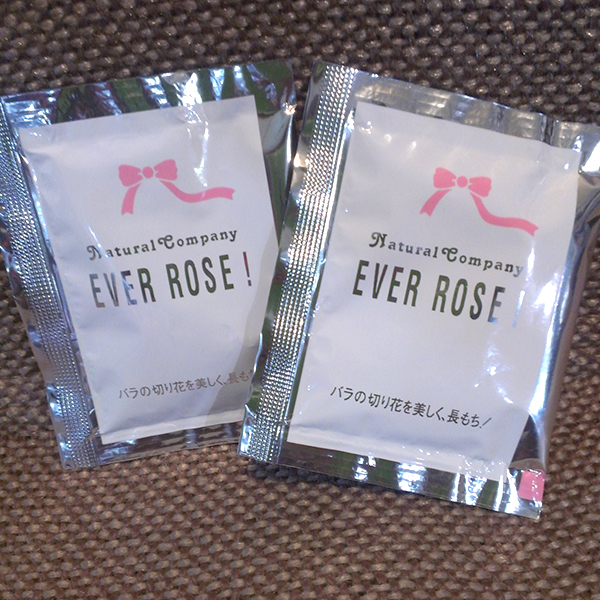 Natural Company
EVER ROSE!
バラの切り花を美しく、長も
Natural Company
EVER ROSE!
バラの切り花を美しく、長もち!